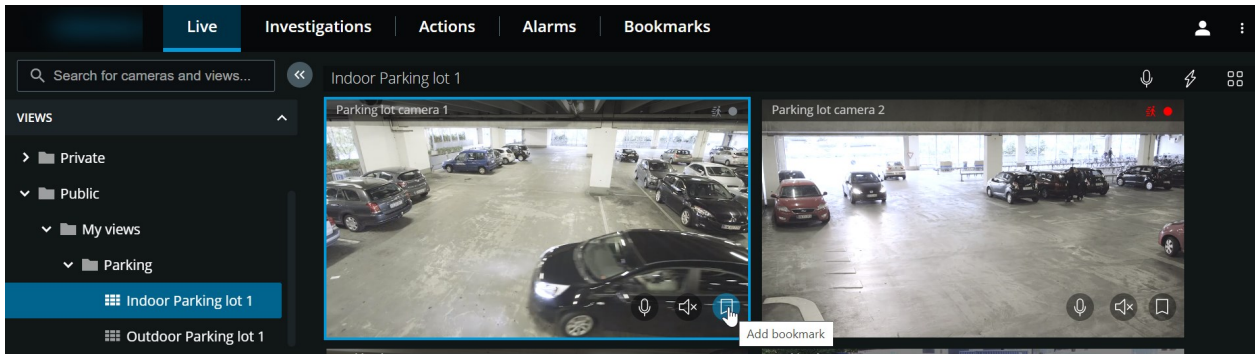 Live Investigations Actions Alarms Bookmarks
Search for cameras and views...
Indoor Parking lot 1
VIEWS
Parking lot camera 1
Parking lot camera 2
Private
Public
My views
Parking
Indoor Parking lot 1
Outdoor Parking lot 1
Add bookmark